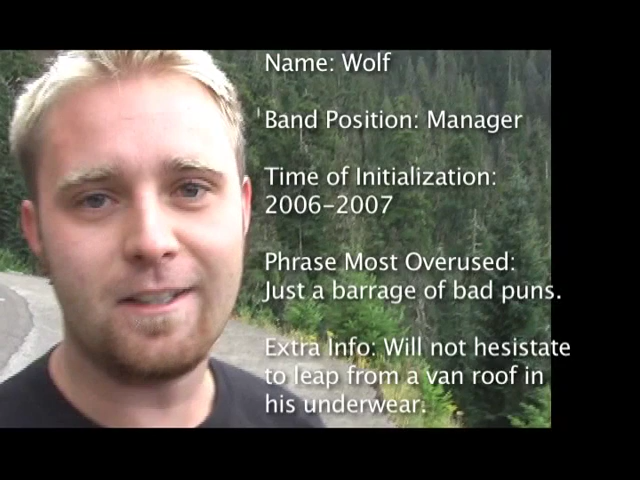 Name: Wolf
Band Position: Manager
Time of Initialization:
2006-2007
Phrase Most Overused:
Just a barrage of bad puns.
Extra Info: Will not hesistate
to leap from a van roof in
his underwear.